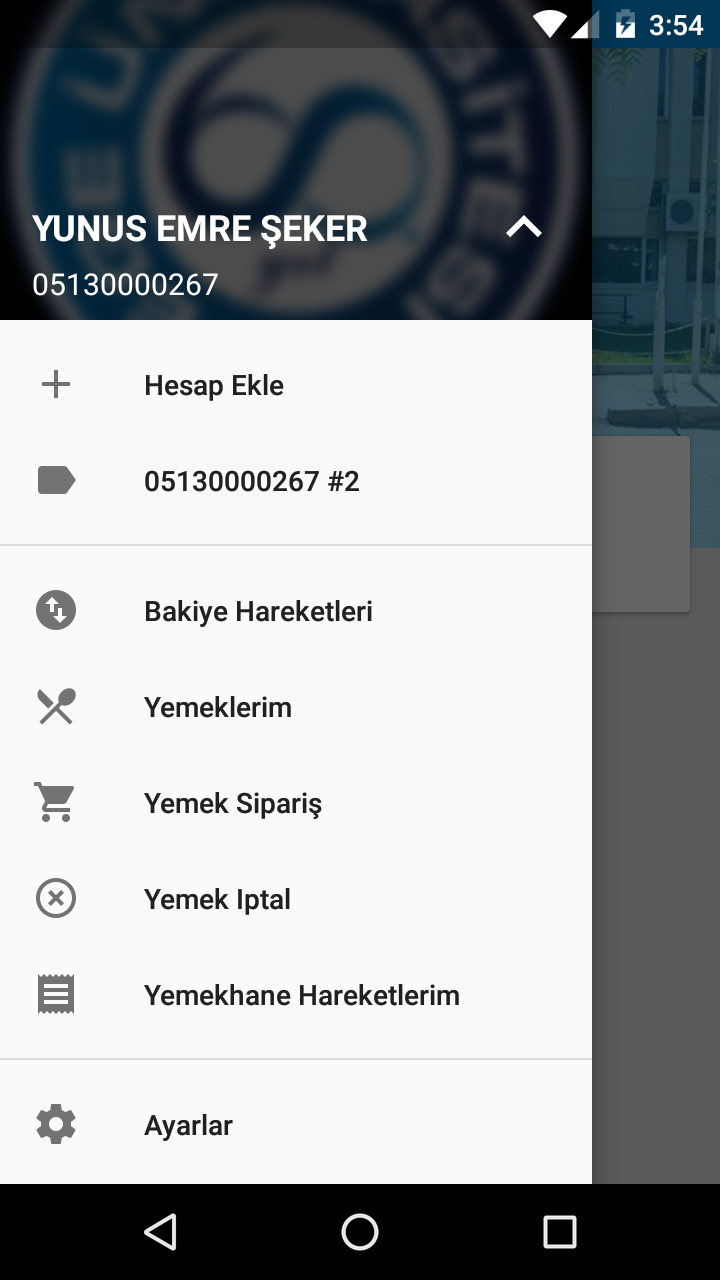 3:54
YUNUS EMRE ŞEKER
05130000267
Hesap Ekle
05130000267 #2
Bakiye Hareketleri
Yemeklerim
Yemek Sipariş
Yemek Iptal
Yemekhane Hareketlerim
Ayarlar